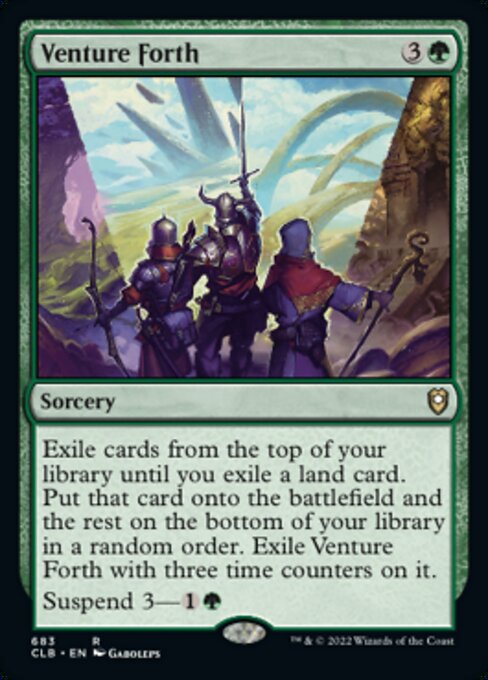 Venture Forth 3
Sorcery
Exile cards from the top of your
library until you exile a land card.
Put that card onto the battlefield and
the rest on the bottom of your library
in a random order. Exile Venture
Forth with three time counters on it.
Suspend 3—1
683 R
CLB • EN Gaboleps
™ & © 2022 Wizards of the Coast